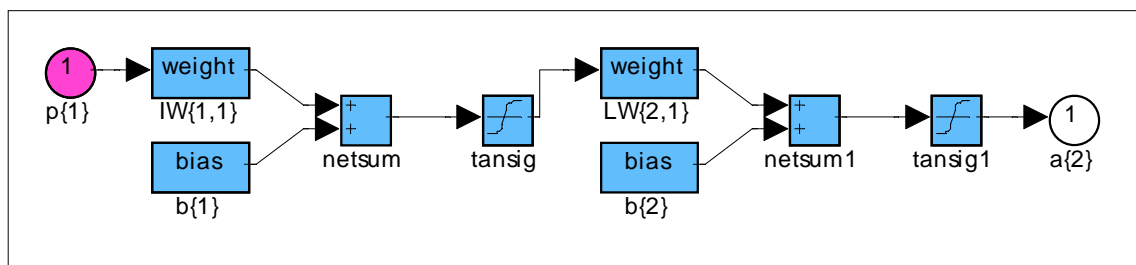 1
p{1}
weight
IW{1,1}
bias
b{1}
+
+
netsum
tansig
weight
LW{2,1}
bias
b{2}
+
+
netsum1
tansig1
1
a{2}